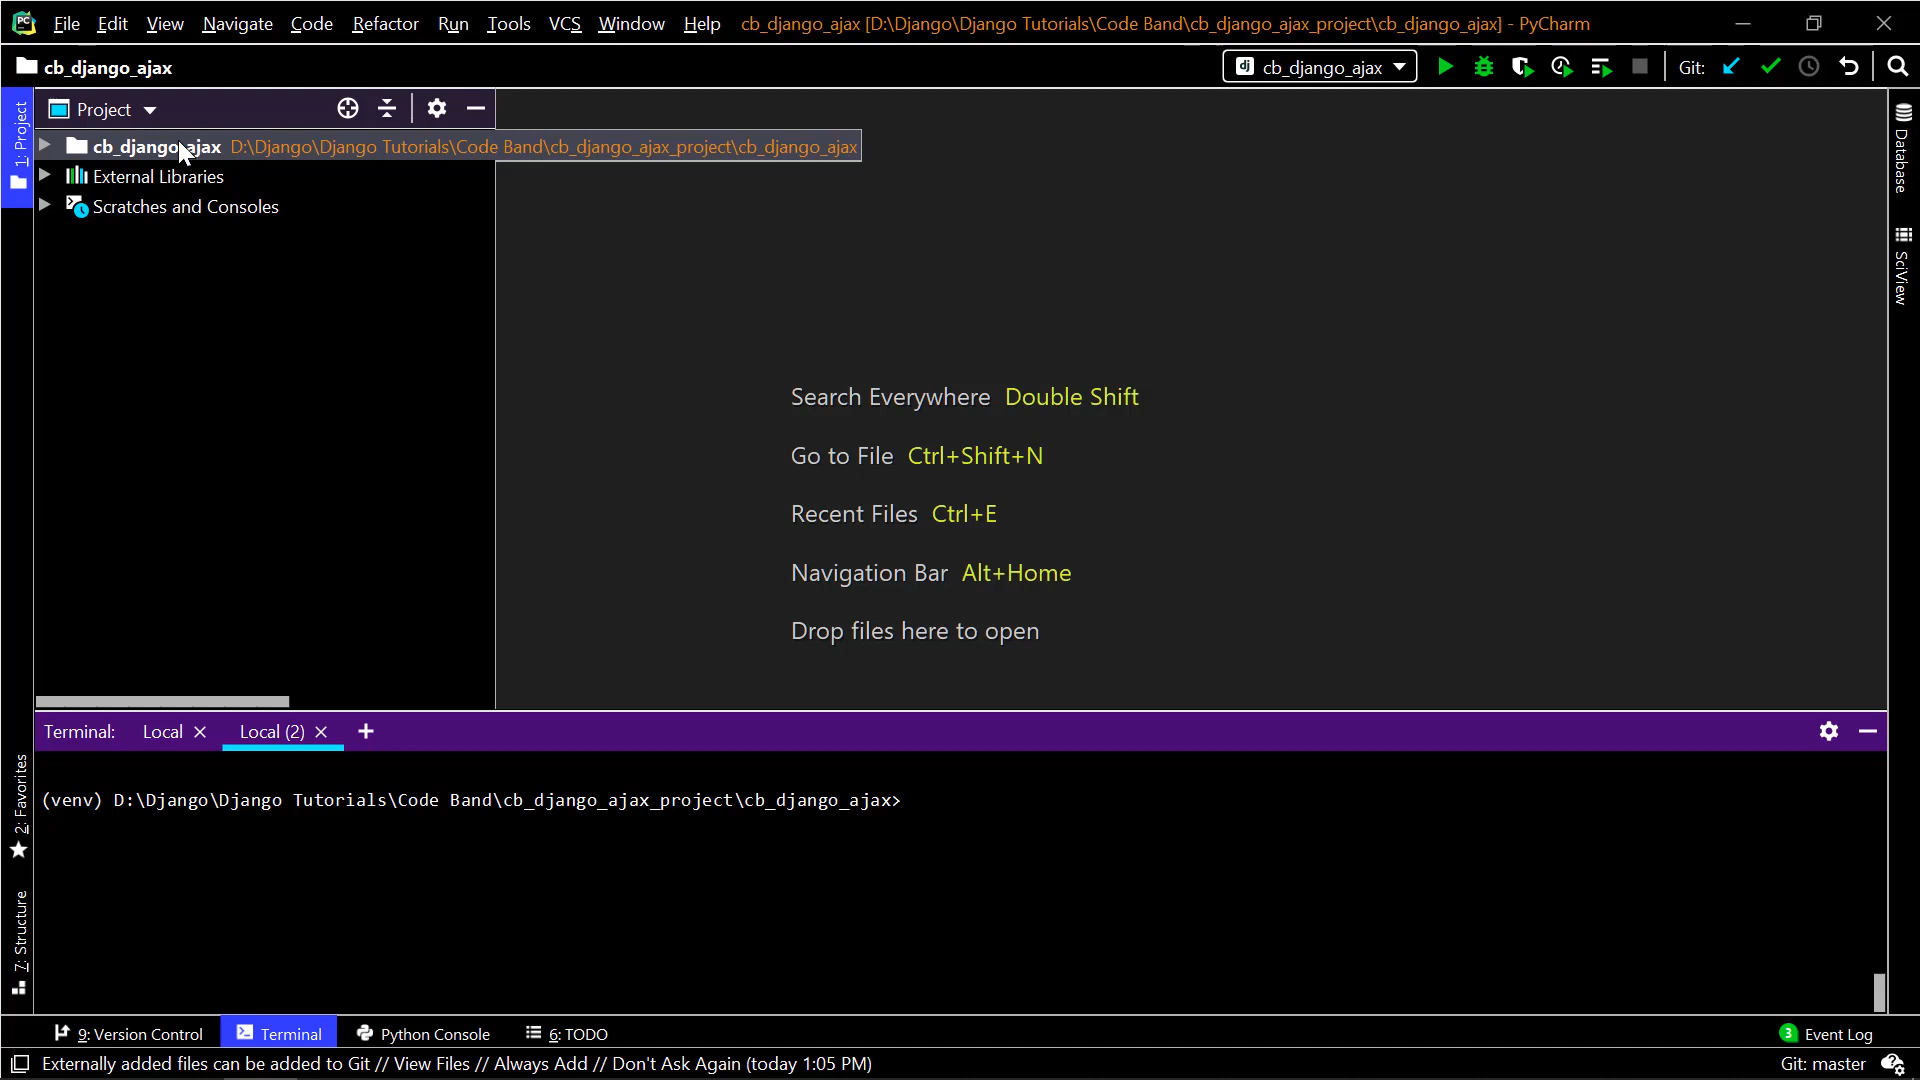 File Edit View Navigate Code Refactor Run Tools VCS Window Help cb_django_ajax [D:\Django\Django Tutorials\Code Band\cb_django_ajax_project\cb_django_ajax] - PyCharm
cb_django_ajax cb_django_ajax Git:
Project
cb_django_ajax D:\Django\Django Tutorials\Code Band\cb_django_ajax_project\cb_django_ajax
External Libraries
Scratches and Consoles
1: Project
Database
SciView
Search Everywhere Double Shift
Go to File Ctrl+Shift+N
Recent Files Ctrl+E
Navigation Bar Alt+Home
Drop files here to open
Terminal: Local Local (2)
(venv) D:\Django\Django Tutorials\Code Band\cb_django_ajax_project\cb_django_ajax>
2: Favorites
7: Structure
9: Version Control Terminal Python Console 6: TODO 3 Event Log
Externally added files can be added to Git // View Files // Always Add // Don't Ask Again (today 1:05 PM) Git: master